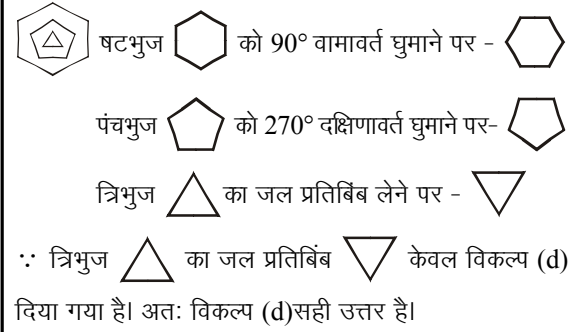 षटभुज को 90° वामावर्त घुमाने पर -
पंचभुज को 270° दक्षिणावर्त घुमाने पर-
त्रिभुज का जल प्रतिबिंब लेने पर -
∵ त्रिभुज का जल प्रतिबिंब केवल विकल्प (d)
दिया गया है। अतः विकल्प (d)सही उत्तर है।